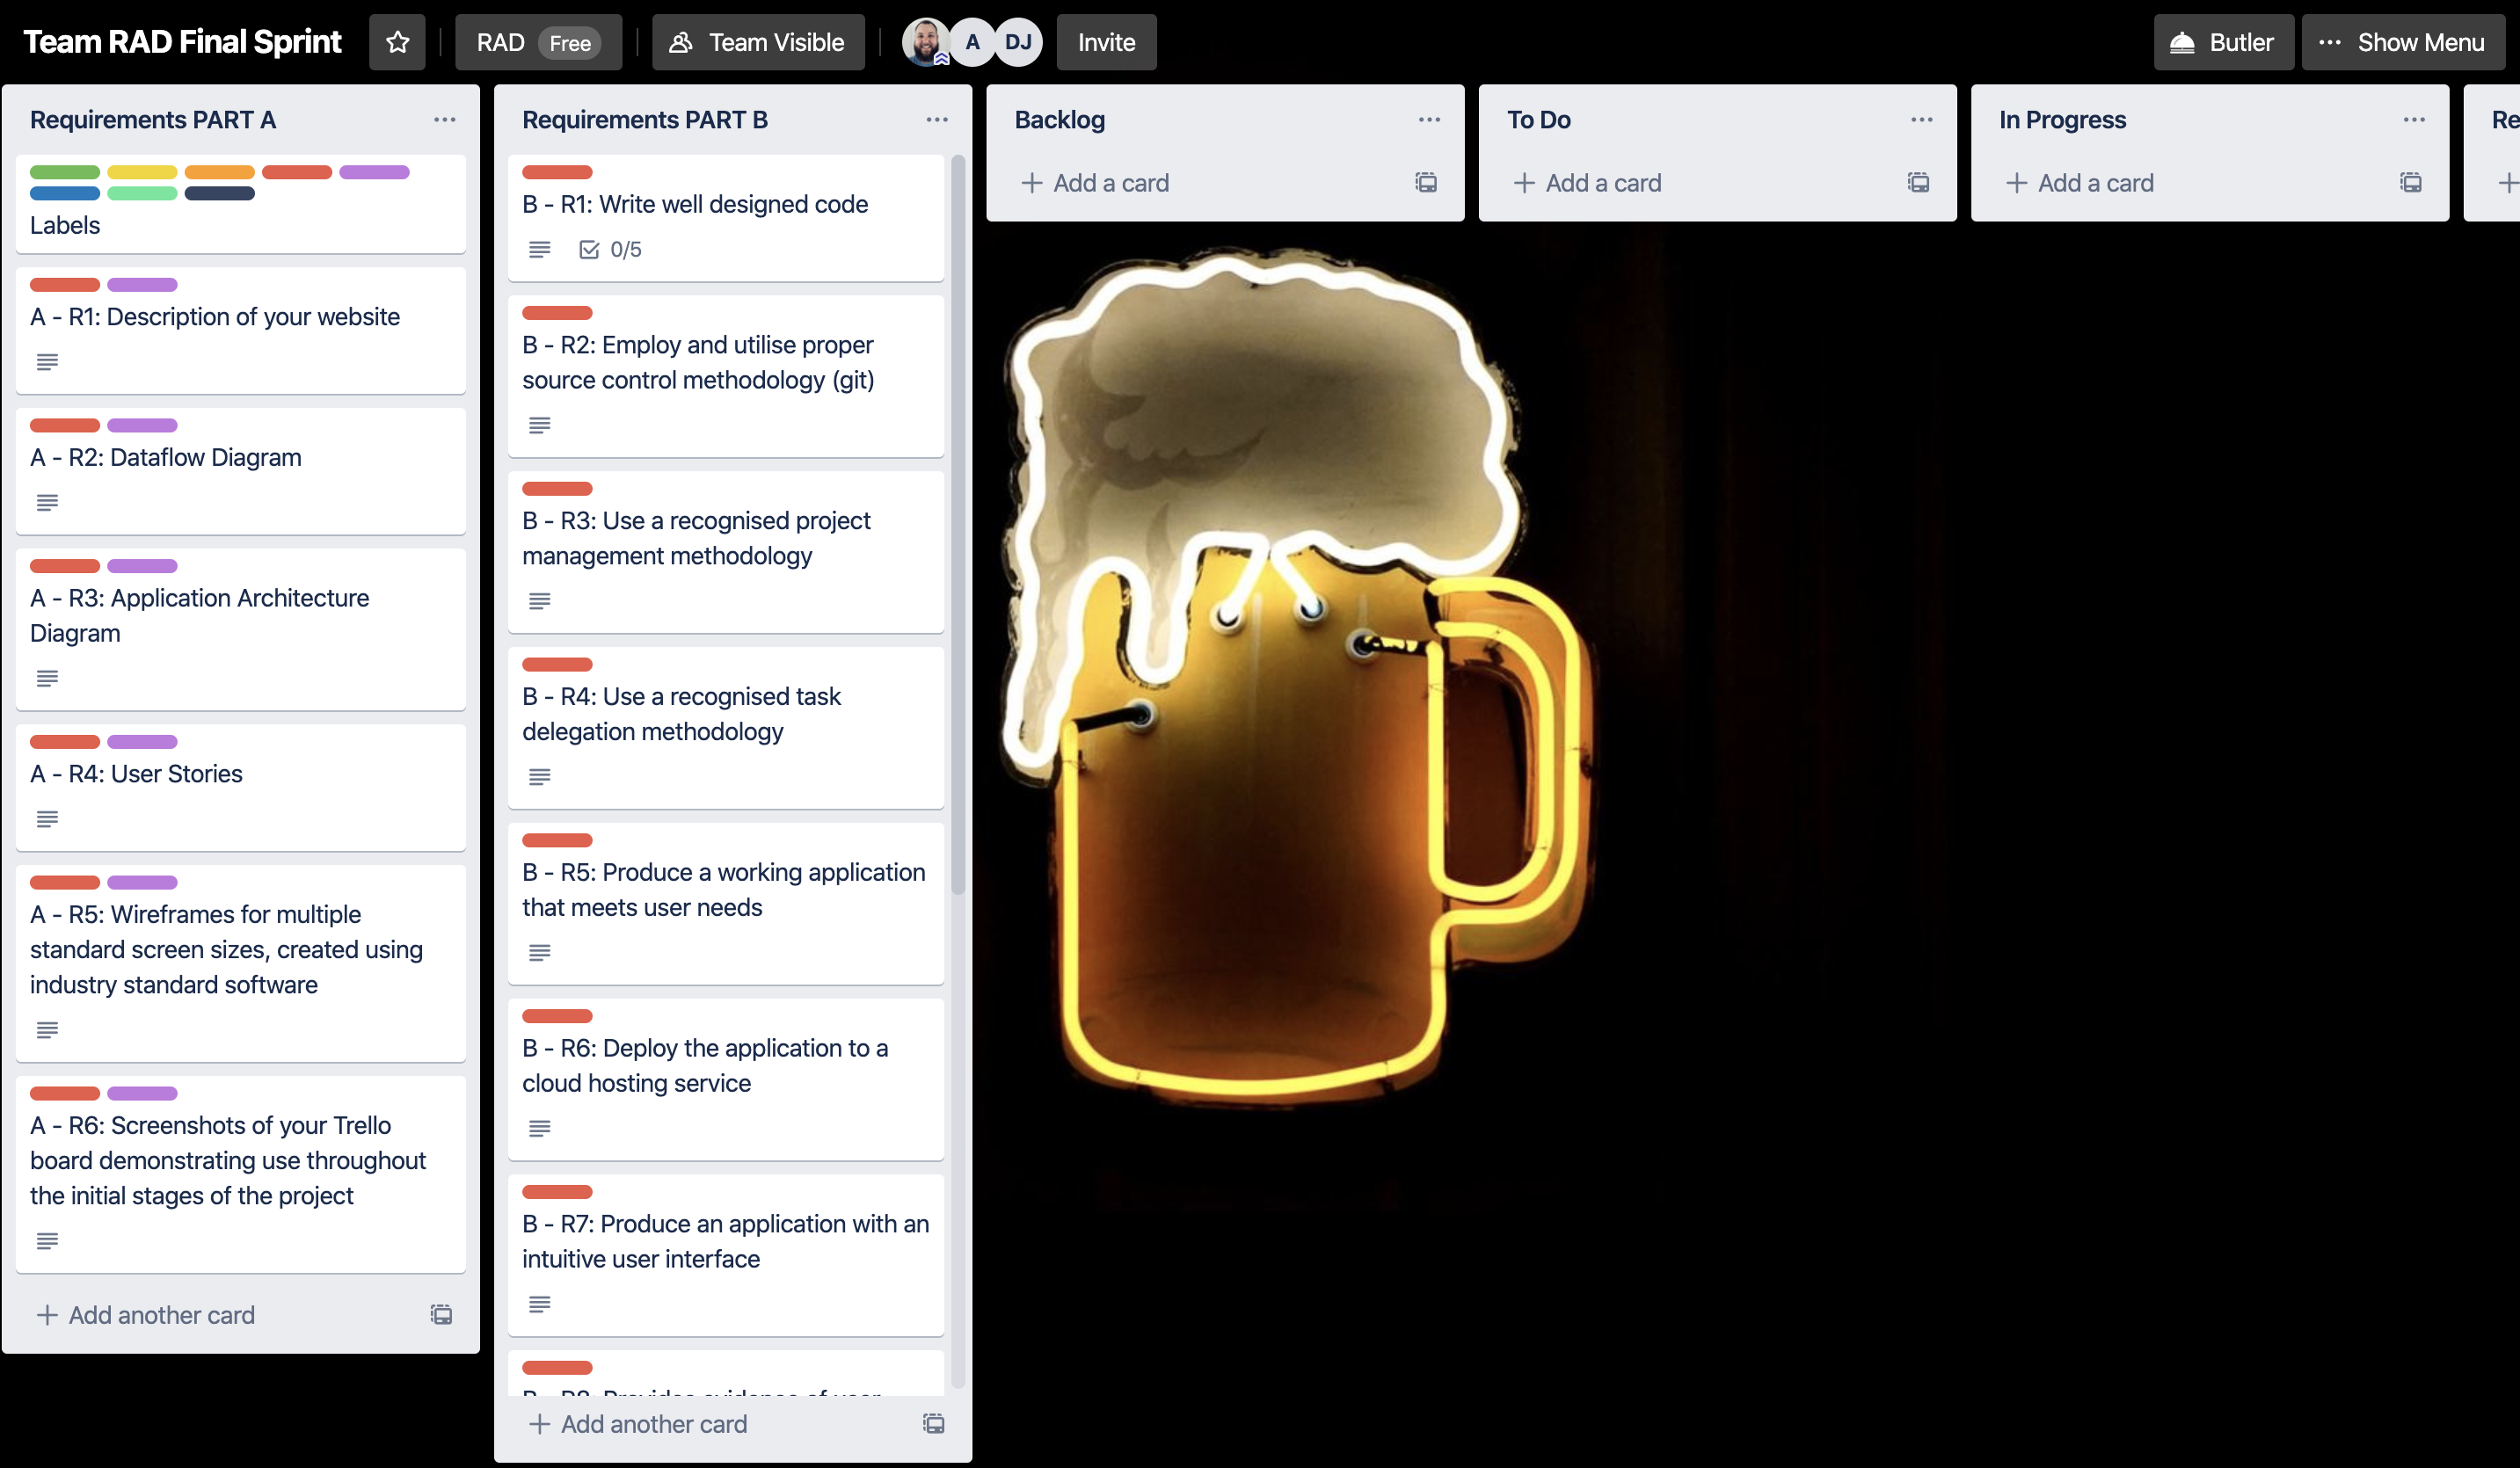 Team RAD Final Sprint
RAD Free
Team Visible
A
DJ
Invite
Butler
Show Menu
Requirements PART A
Labels
A - R1: Description of your website
A - R2: Dataflow Diagram
A - R3: Application Architecture
Diagram
A - R4: User Stories
A - R5: Wireframes for multiple
standard screen sizes, created using
industry standard software
A - R6: Screenshots of your Trello
board demonstrating use throughout
the initial stages of the project
Add another card
Requirements PART B
B - R1: Write well designed code
0/5
B - R2: Employ and utilise proper
source control methodology (git)
B - R3: Use a recognised project
management methodology
B - R4: Use a recognised task
delegation methodology
B - R5: Produce a working application
that meets user needs
B - R6: Deploy the application to a
cloud hosting service
B - R7: Produce an application with an
intuitive user interface
B - R8: Provides evidence of user
Add another card
Backlog
Add a card
To Do
Add a card
In Progress
Add a card
Re